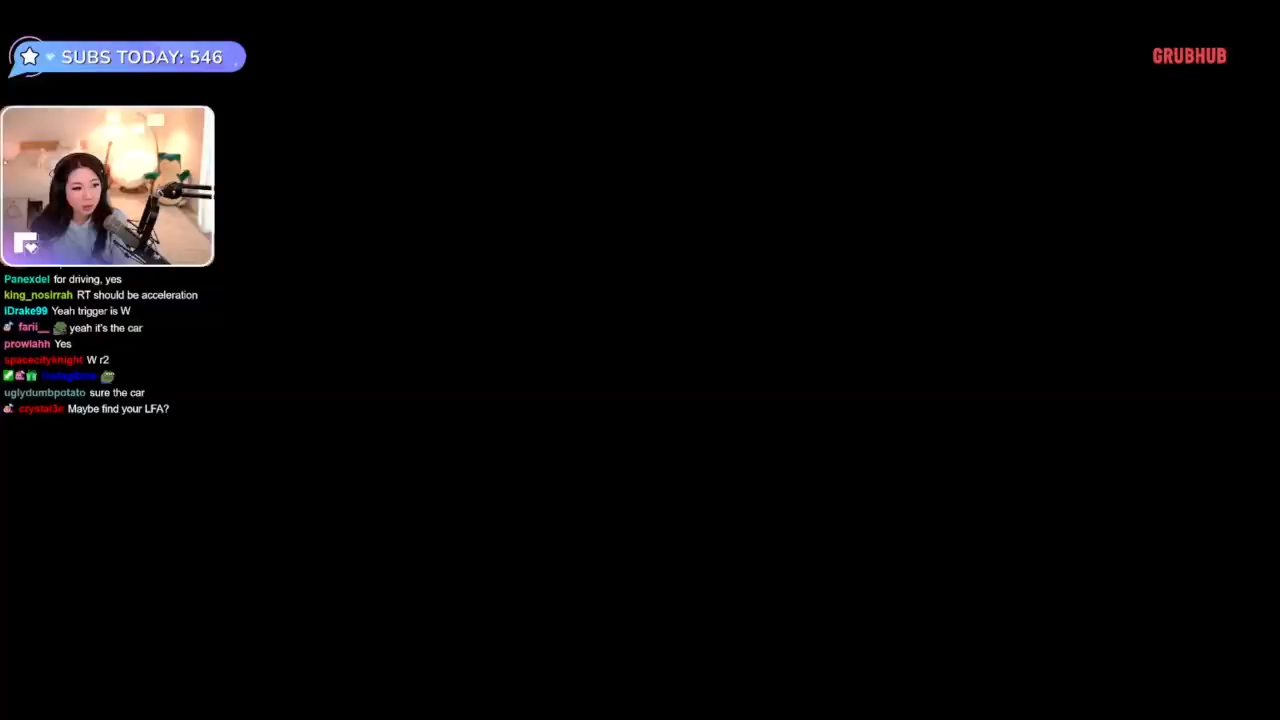 SUBS TODAY: 546
GRUBHUB
Panexdel for driving, yes
king_nosirrah RT should be acceleration
iDrake99 Yeah trigger is W
farii__ yeah it's the car
prowlahh Yes
spacecityknight W r2
uglydumbpotato sure the car
Maybe find your LFA?